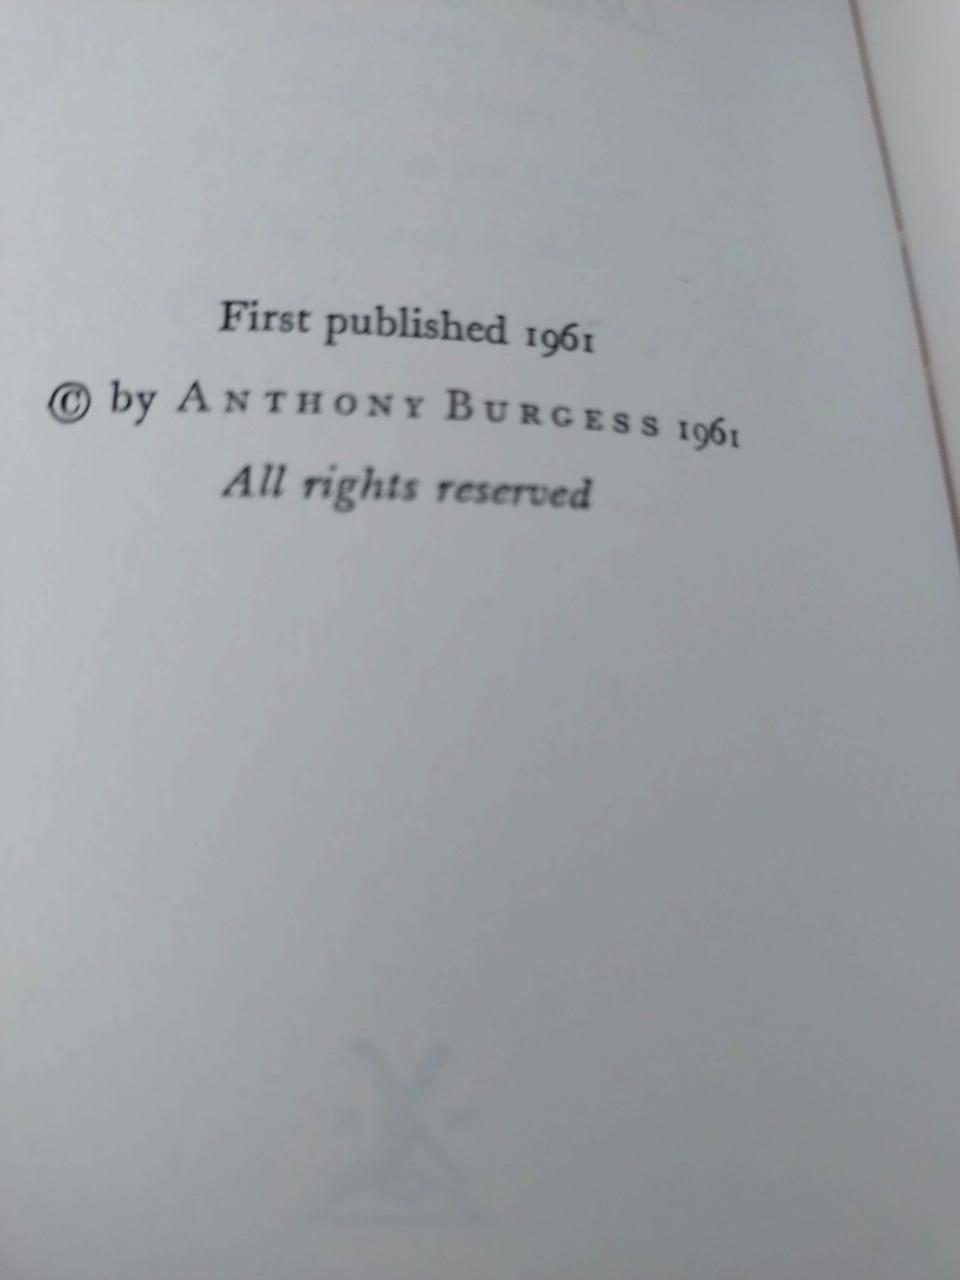 First published 1961
© by ANTHONY BURGESS 1961
All rights reserved